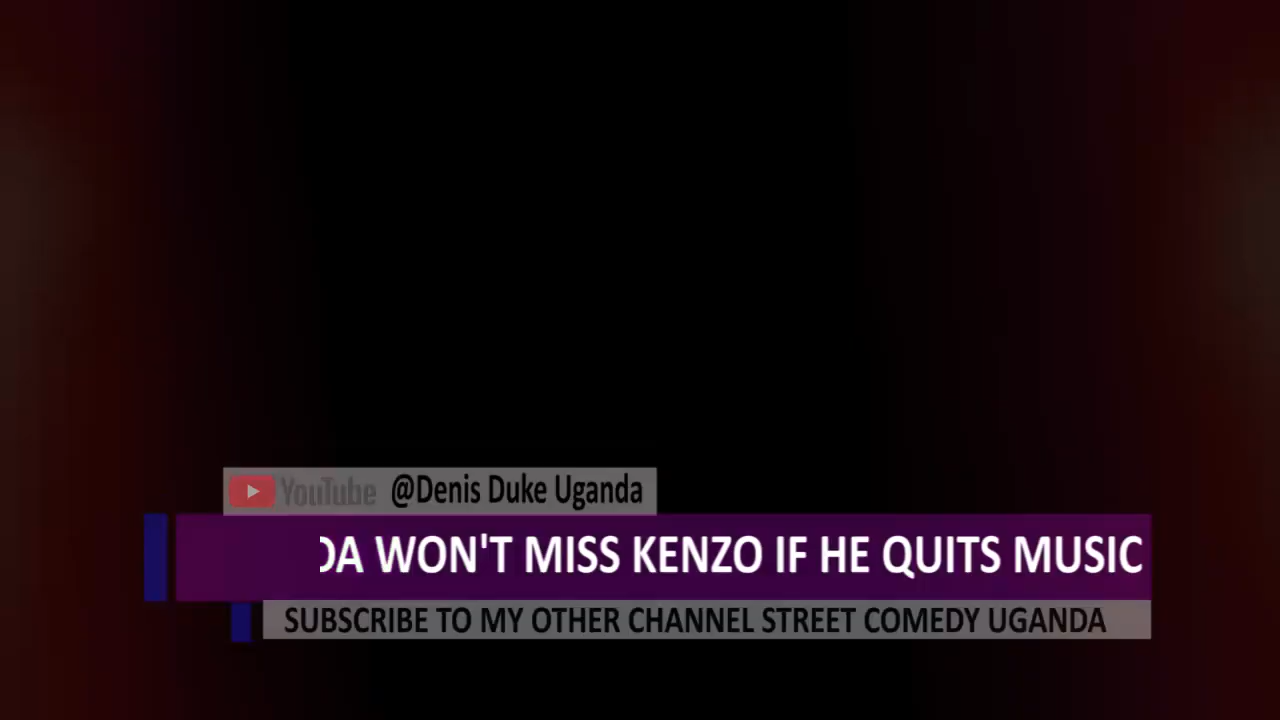 YouTube @Denis Duke Uganda
DA WON'T MISS KENZO IF HE QUITS MUSIC
SUBSCRIBE TO MY OTHER CHANNEL STREET COMEDY UGANDA